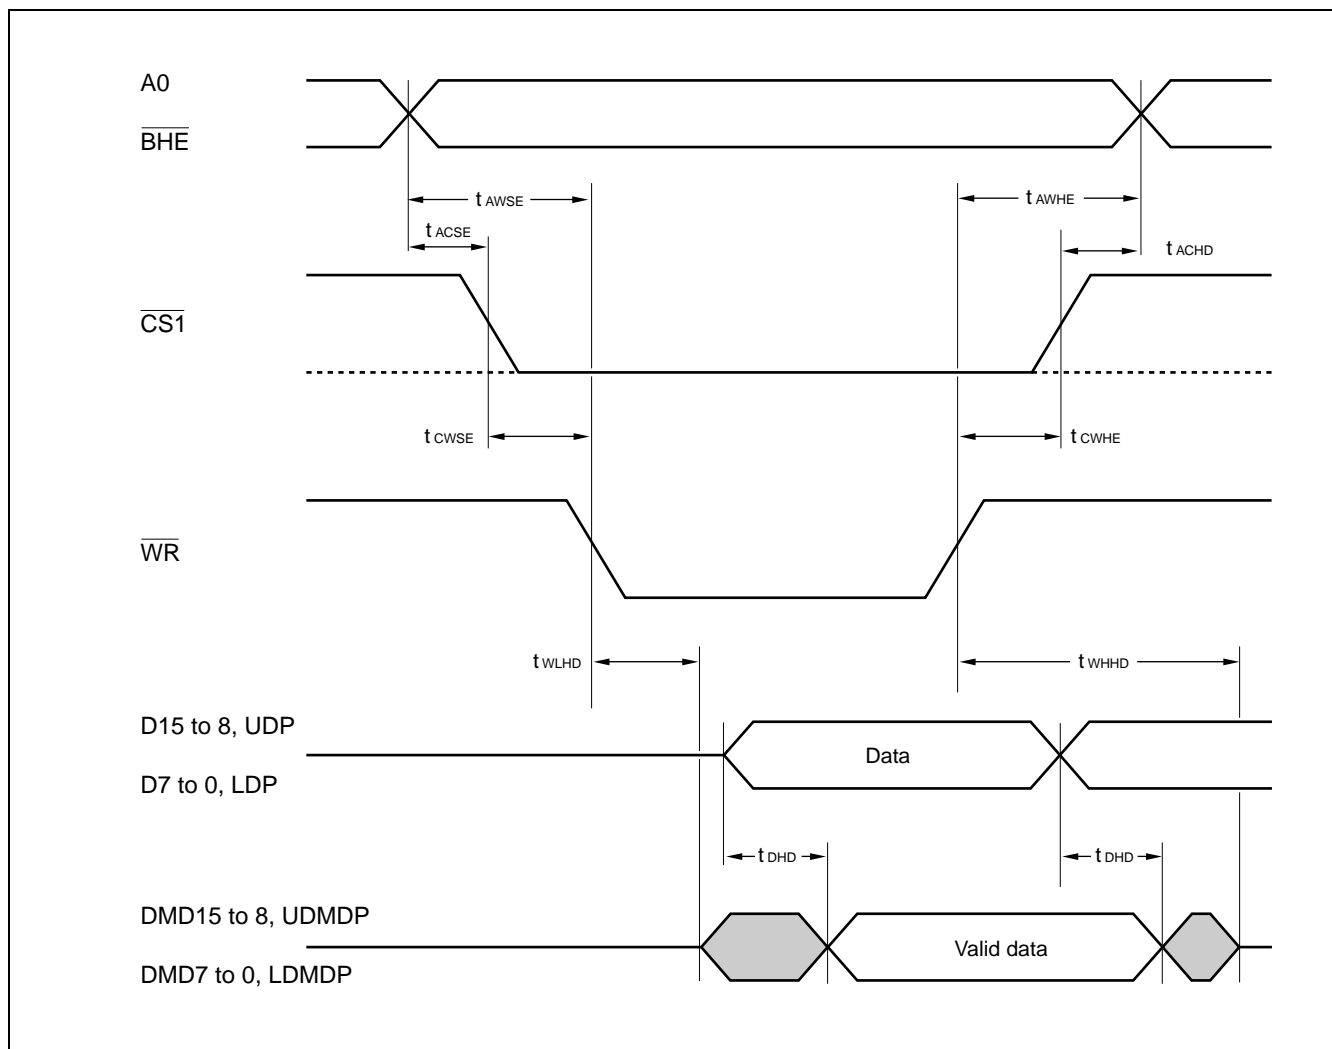 A0
BHE
t AWSE
t AWHE
t ACSE
t ACHD
CS1
t CWSE
t CWHE
WR
t WLHD
t WHHD
D15 to 8, UDP
Data
D7 to 0, LDP
t DHD
t DHD
DMD15 to 8, UDMDP
Valid data
DMD7 to 0, LDMDP